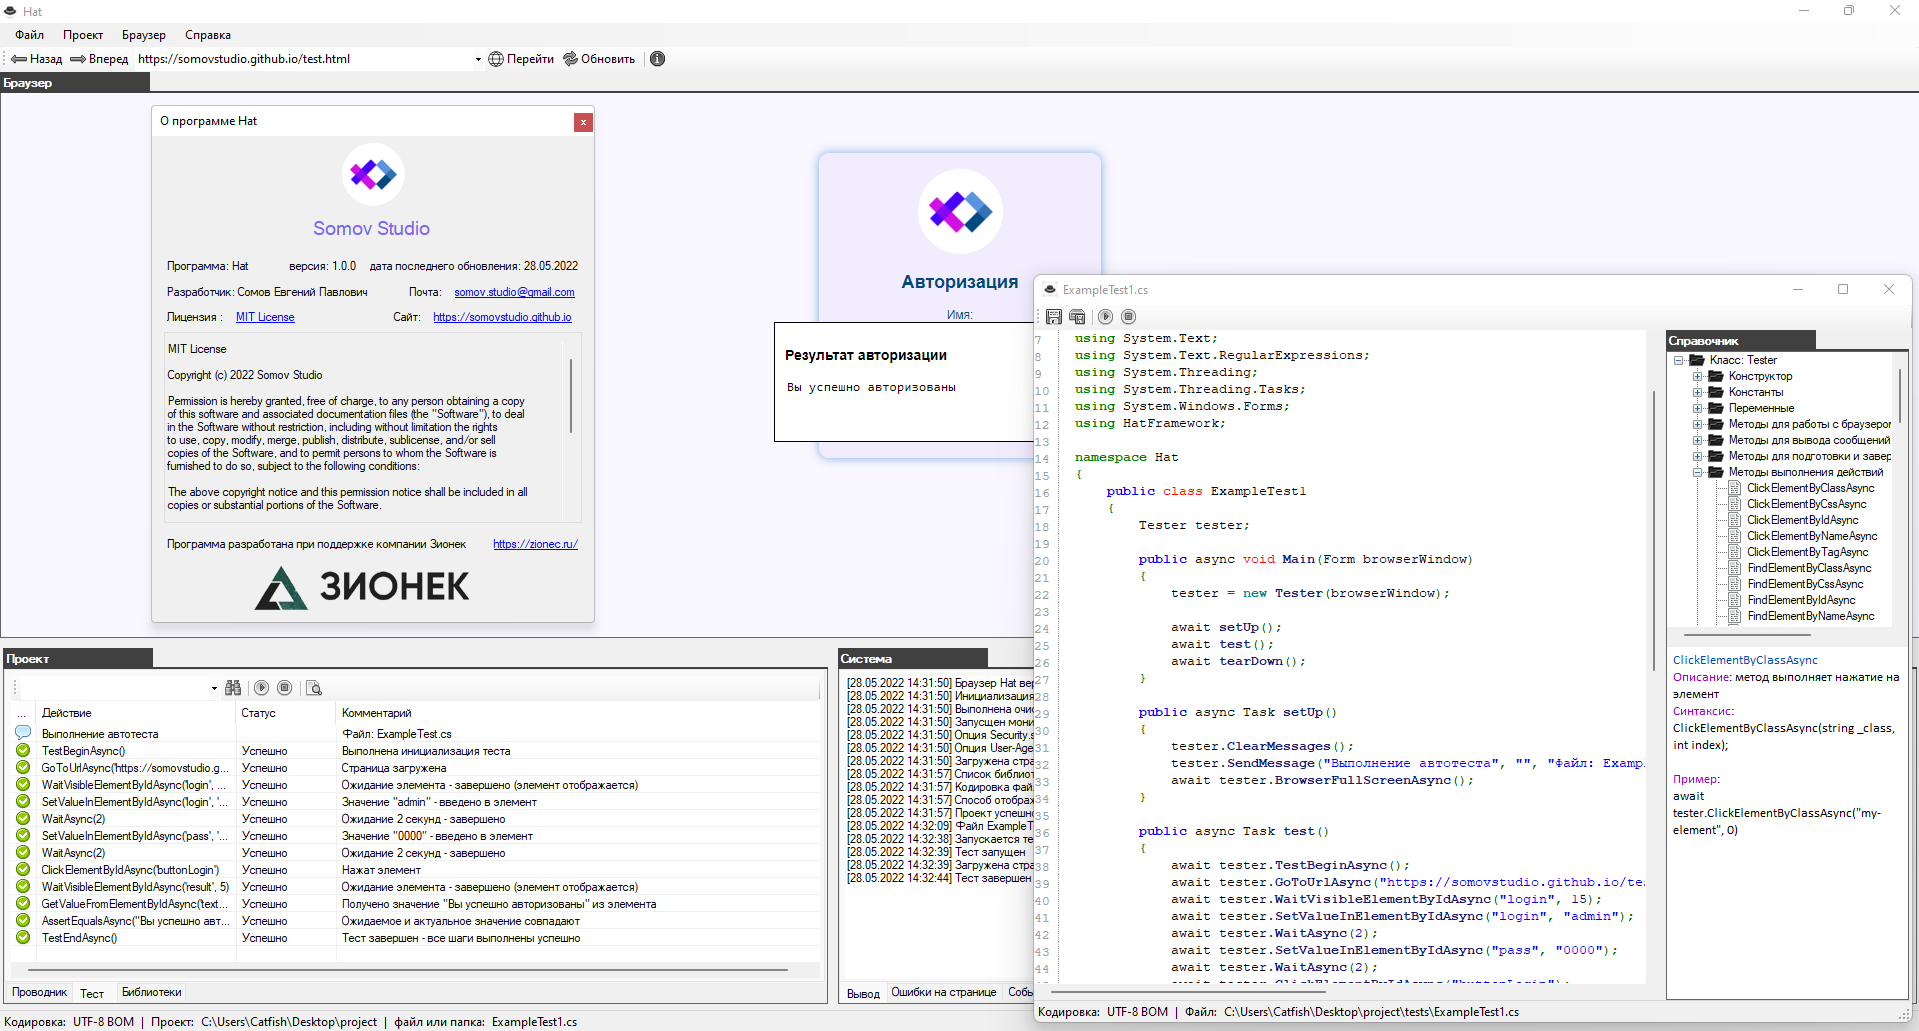 Hat
Файл Проект Браузер Справка
Назад Вперед https://somovstudio.github.io/test.html Перейти Обновить
Браузер
О программе Hat
Somov Studio
Программа: Hat версия: 1.0.0 дата последнего обновления: 28.05.2022
Разработчик: Сомов Евгений Павлович Почта: somov.studio@gmail.com
Лицензия : MIT License Сайт: https://somovstudio.github.io
MIT License
Copyright (c) 2022 Somov Studio
Permission is hereby granted, free of charge, to any person obtaining a copy
of this software and associated documentation files (the "Software"), to deal
in the Software without restriction, including without limitation the rights
to use, copy, modify, merge, publish, distribute, sublicense, and/or sell
copies of the Software, and to permit persons to whom the Software is
furnished to do so, subject to the following conditions:
The above copyright notice and this permission notice shall be included in all
copies or substantial portions of the Software.
Программа разработана при поддержке компании Зионек https://zionec.ru/
ЗИОНЕК
Авторизация
Имя:
Результат авторизации
Вы успешно авторизованы
ExampleTest1.cs
7 using System.Text;
8 using System.Text.RegularExpressions;
9 using System.Threading;
10 using System.Threading.Tasks;
11 using System.Windows.Forms;
12 using HatFramework;
13
14 namespace Hat
15 {
16 public class ExampleTest1
17 {
18 Tester tester;
19
20 public async void Main(Form browserWindow)
21 {
22 tester = new Tester(browserWindow);
23
24 await setUp();
25 await test();
26 await tearDown();
27 }
28
29 public async Task setUp()
30 {
31 tester.ClearMessages();
32 tester.SendMessage("Выполнение автотеста", "", "Файл: Examp
33 await tester.BrowserFullScreenAsync();
34 }
35
36 public async Task test()
37 {
38 await tester.TestBeginAsync();
39 await tester.GoToUrlAsync("https://somovstudio.github.io/te
40 await tester.WaitVisibleElementByIdAsync("login", 15);
41 await tester.SetValueInElementByIdAsync("login", "admin");
42 await tester.WaitAsync(2);
43 await tester.SetValueInElementByIdAsync("pass", "0000");
44 await tester.WaitAsync(2);
await tester.ClickElementByIdAsync("buttonLogin");
Справочник
Класс: Tester
Конструктор
Константы
Переменные
Методы для работы с браузером
Методы для вывода сообщений
Методы для подготовки и завер
Методы выполнения действий
ClickElementByClassAsync
ClickElementByCssAsync
ClickElementByIdAsync
ClickElementByNameAsync
ClickElementByTagAsync
FindElementByClassAsync
FindElementByCssAsync
FindElementByIdAsync
FindElementByNameAsync
ClickElementByClassAsync
Описание: метод выполняет нажатие на
элемент
Синтаксис:
ClickElementByClassAsync(string _class,
int index);
Пример:
await
tester.ClickElementByClassAsync("my-
element", 0)
Кодировка: UTF-8 BOM | Файл: C:\Users\Catfish\Desktop\project\tests\ExampleTest1.cs
Проект
... Действие Статус Комментарий
Выполнение автотеста Файл: ExampleTest.cs
TestBeginAsync() Успешно Выполнена инициализация теста
GoToUrlAsync('https://somovstudio.g... Успешно Страница загружена
WaitVisibleElementByIdAsync('login', ... Успешно Ожидание элемента - завершено (элемент отображается)
SetValueInElementByIdAsync('login', '... Успешно Значение "admin" - введено в элемент
WaitAsync(2) Успешно Ожидание 2 секунд - завершено
SetValueInElementByIdAsync('pass', '... Успешно Значение "0000" - введено в элемент
WaitAsync(2) Успешно Ожидание 2 секунд - завершено
ClickElementByIdAsync('buttonLogin') Успешно Нажат элемент
WaitVisibleElementByIdAsync('result', 5) Успешно Ожидание элемента - завершено (элемент отображается)
GetValueFromElementByIdAsync('text... Успешно Получено значение "Вы успешно авторизованы" из элемента
AssertEqualsAsync("Вы успешно авт... Успешно Ожидаемое и актуальное значение совпадают
TestEndAsync() Успешно Тест завершен - все шаги выполнены успешно
Проводник Тест Библиотеки
Система
[28.05.2022 14:31:50] Браузер Hat вер
[28.05.2022 14:31:50] Инициализация
[28.05.2022 14:31:50] Выполнена очис
[28.05.2022 14:31:50] Запущен мони
[28.05.2022 14:31:50] Опция Security.s
[28.05.2022 14:31:50] Опция User-Age
[28.05.2022 14:31:50] Загружена стра
[28.05.2022 14:31:57] Список библиот
[28.05.2022 14:31:57] Кодировка фай
[28.05.2022 14:31:57] Способ отображ
[28.05.2022 14:31:57] Проект успешно
[28.05.2022 14:32:09] Файл ExampleT
[28.05.2022 14:32:38] Запускается те
[28.05.2022 14:32:39] Тест запущен
[28.05.2022 14:32:39] Загружена стра
[28.05.2022 14:32:44] Тест завершен
Вывод Ошибки на странице Собы
Кодировка: UTF-8 BOM | Проект: C:\Users\Catfish\Desktop\project | файл или папка: ExampleTest1.cs